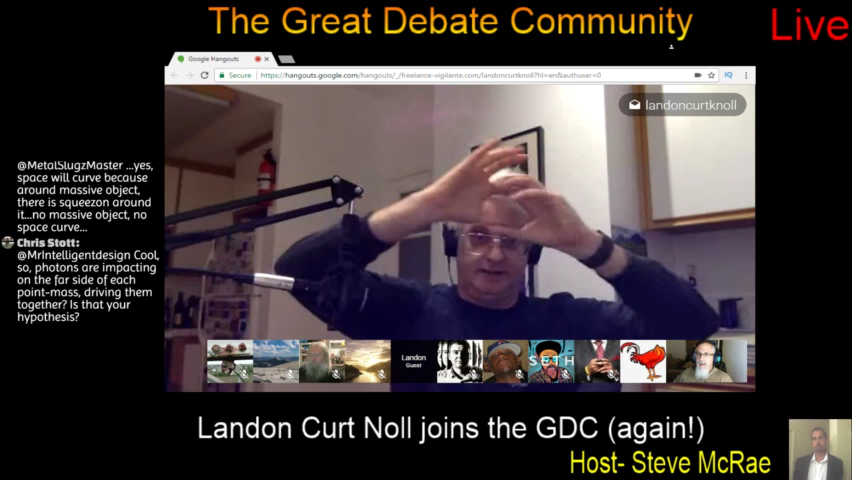 The Great Debate Community
Live
Google Hangouts
Secure
https://hangouts.google.com/hangouts/_/freelance-vigilante.com/landoncurtknoll?hl=en&authuser=0
landoncurtknoll
@MetalSlugzMaster ...yes,
space will curve because
around massive object,
there is squeezon around
it...no massive object, no
space curve...
Chris Stott:
@MrIntelligentdesign Cool,
so, photons are impacting
on the far side of each
point-mass, driving them
together? Is that your
hypothesis?
Landon
Guest
SETH
Landon Curt Noll joins the GDC (again!)
Host- Steve McRae